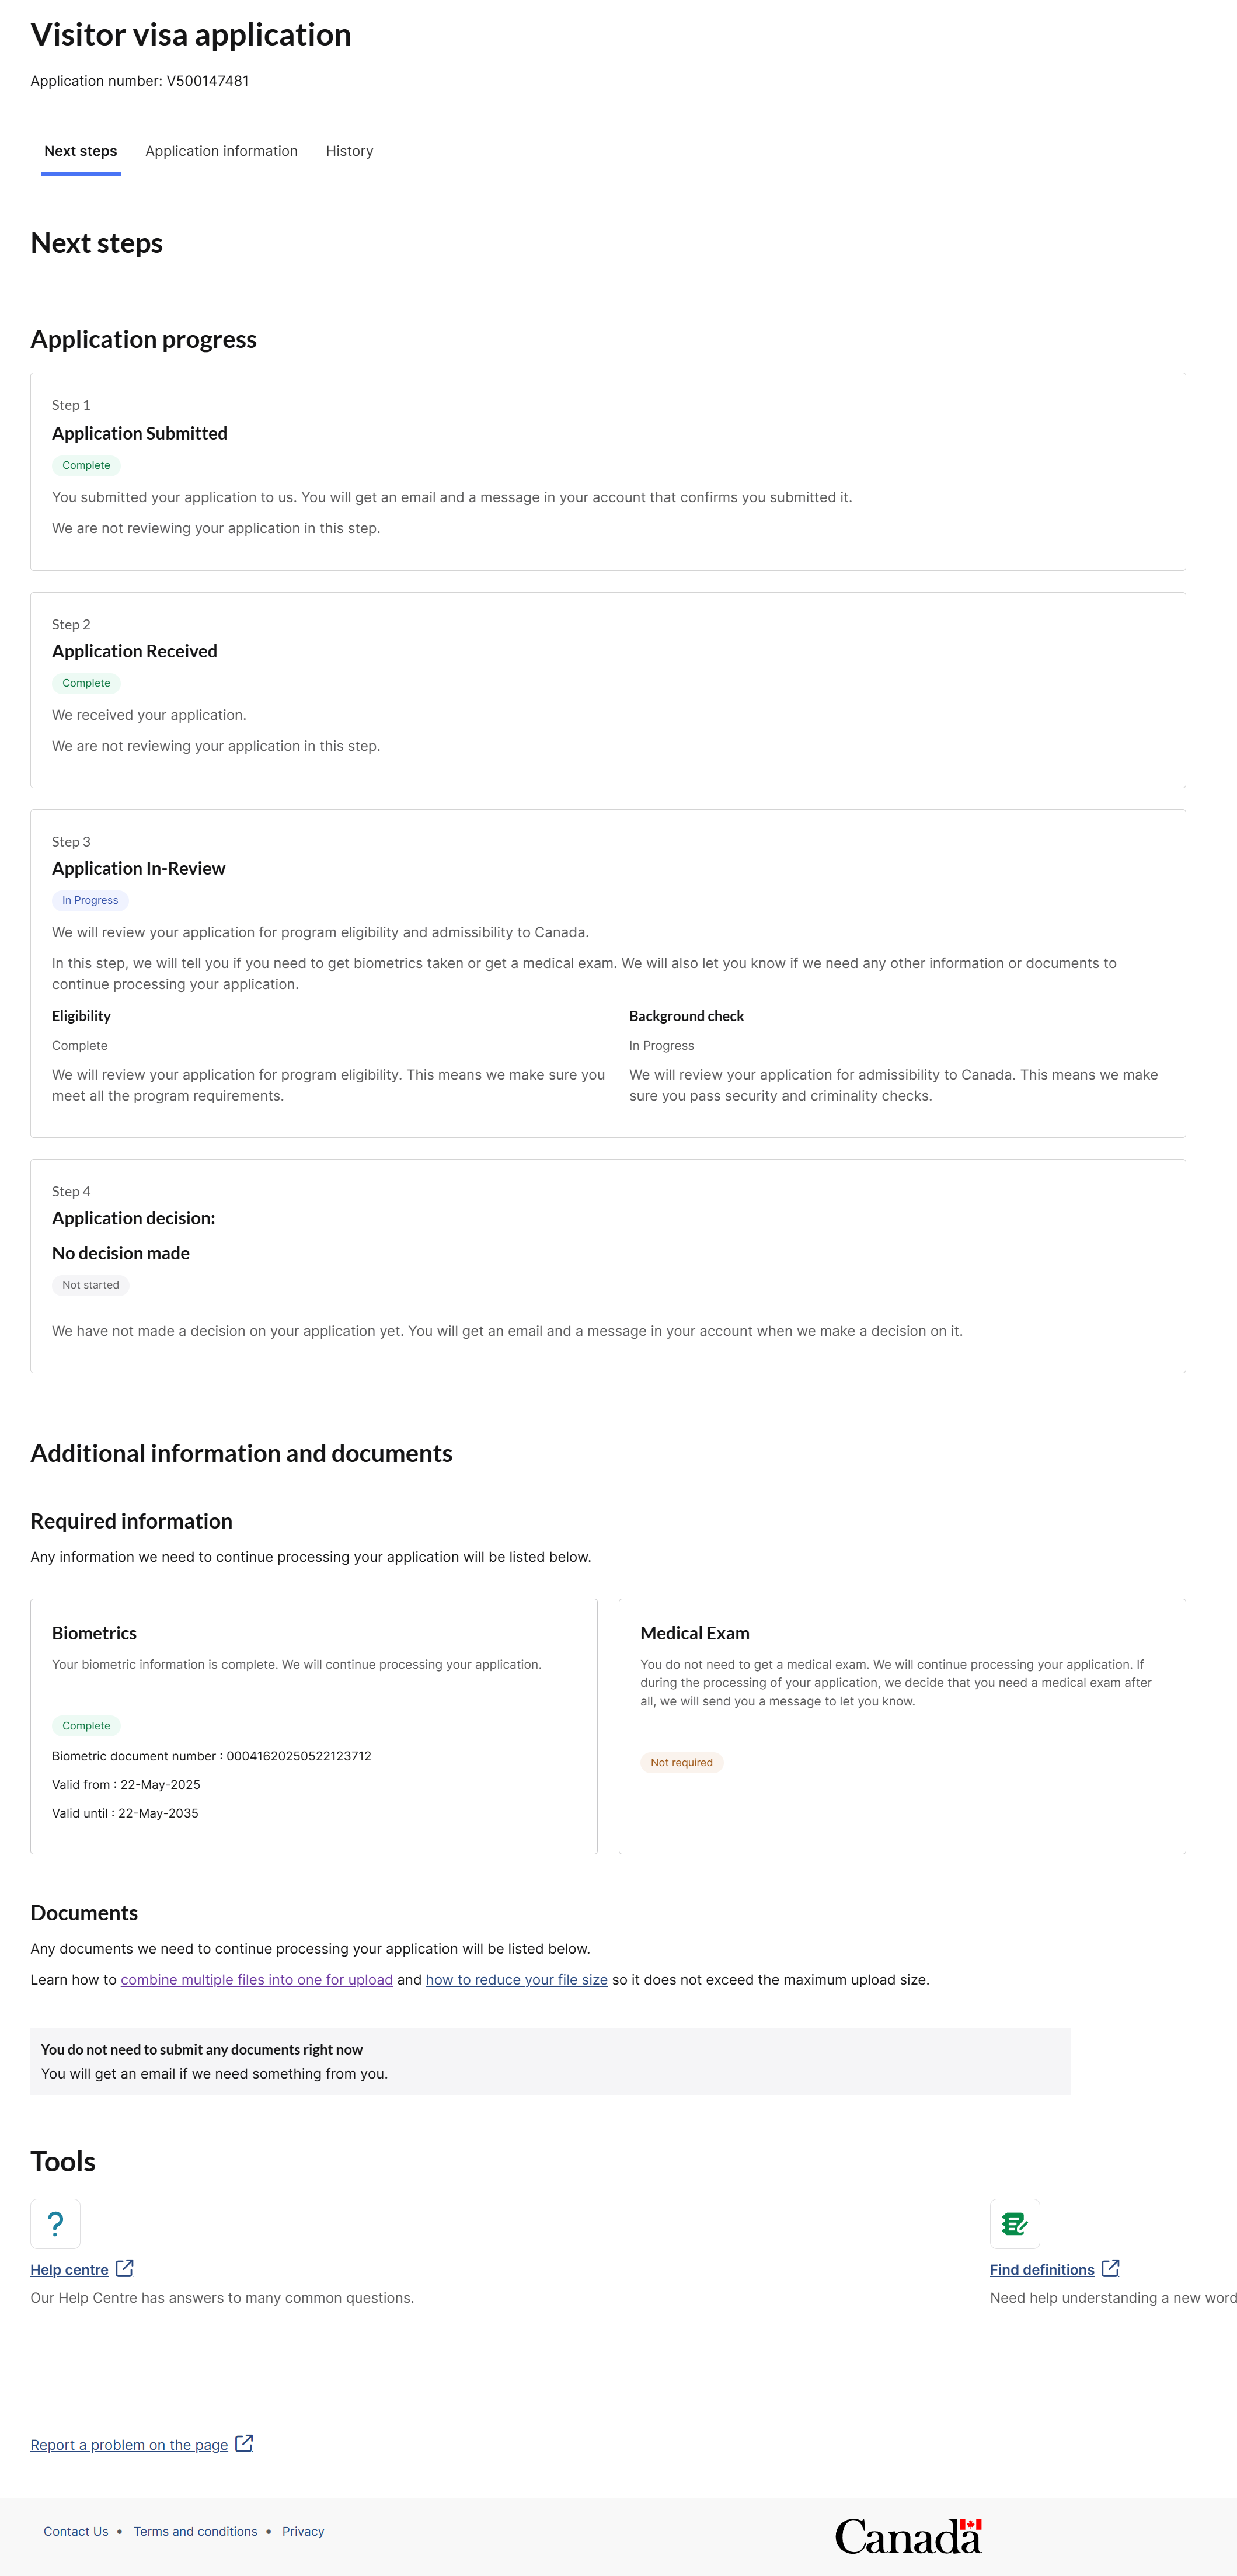 Visitor visa application
Application number: V500147481
Next steps
Application information
History
Next steps
Application progress
Step 1
Application Submitted
Complete
You submitted your application to us. You will get an email and a message in your account that confirms you submitted it.
We are not reviewing your application in this step.
Step 2
Application Received
Complete
We received your application.
We are not reviewing your application in this step.
Step 3
Application In-Review
In Progress
We will review your application for program eligibility and admissibility to Canada.
In this step, we will tell you if you need to get biometrics taken or get a medical exam. We will also let you know if we need any other information or documents to
continue processing your application.
Eligibility
Complete
We will review your application for program eligibility. This means we make sure you
meet all the program requirements.
Background check
In Progress
We will review your application for admissibility to Canada. This means we make
sure you pass security and criminality checks.
Step 4
Application decision:
No decision made
Not started
We have not made a decision on your application yet. You will get an email and a message in your account when we make a decision on it.
Additional information and documents
Required information
Any information we need to continue processing your application will be listed below.
Biometrics
Your biometric information is complete. We will continue processing your application.
Complete
Biometric document number : 00041620250522123712
Valid from : 22-May-2025
Valid until : 22-May-2035
Medical Exam
You do not need to get a medical exam. We will continue processing your application. If
during the processing of your application, we decide that you need a medical exam after
all, we will send you a message to let you know.
Not required
Documents
Any documents we need to continue processing your application will be listed below.
Learn how to combine multiple files into one for upload and how to reduce your file size so it does not exceed the maximum upload size.
You do not need to submit any documents right now
You will get an email if we need something from you.
Tools
Help centre
Our Help Centre has answers to many common questions.
Find definitions
Need help understanding a new word
Report a problem on the page
Contact Us • Terms and conditions • Privacy
Canada